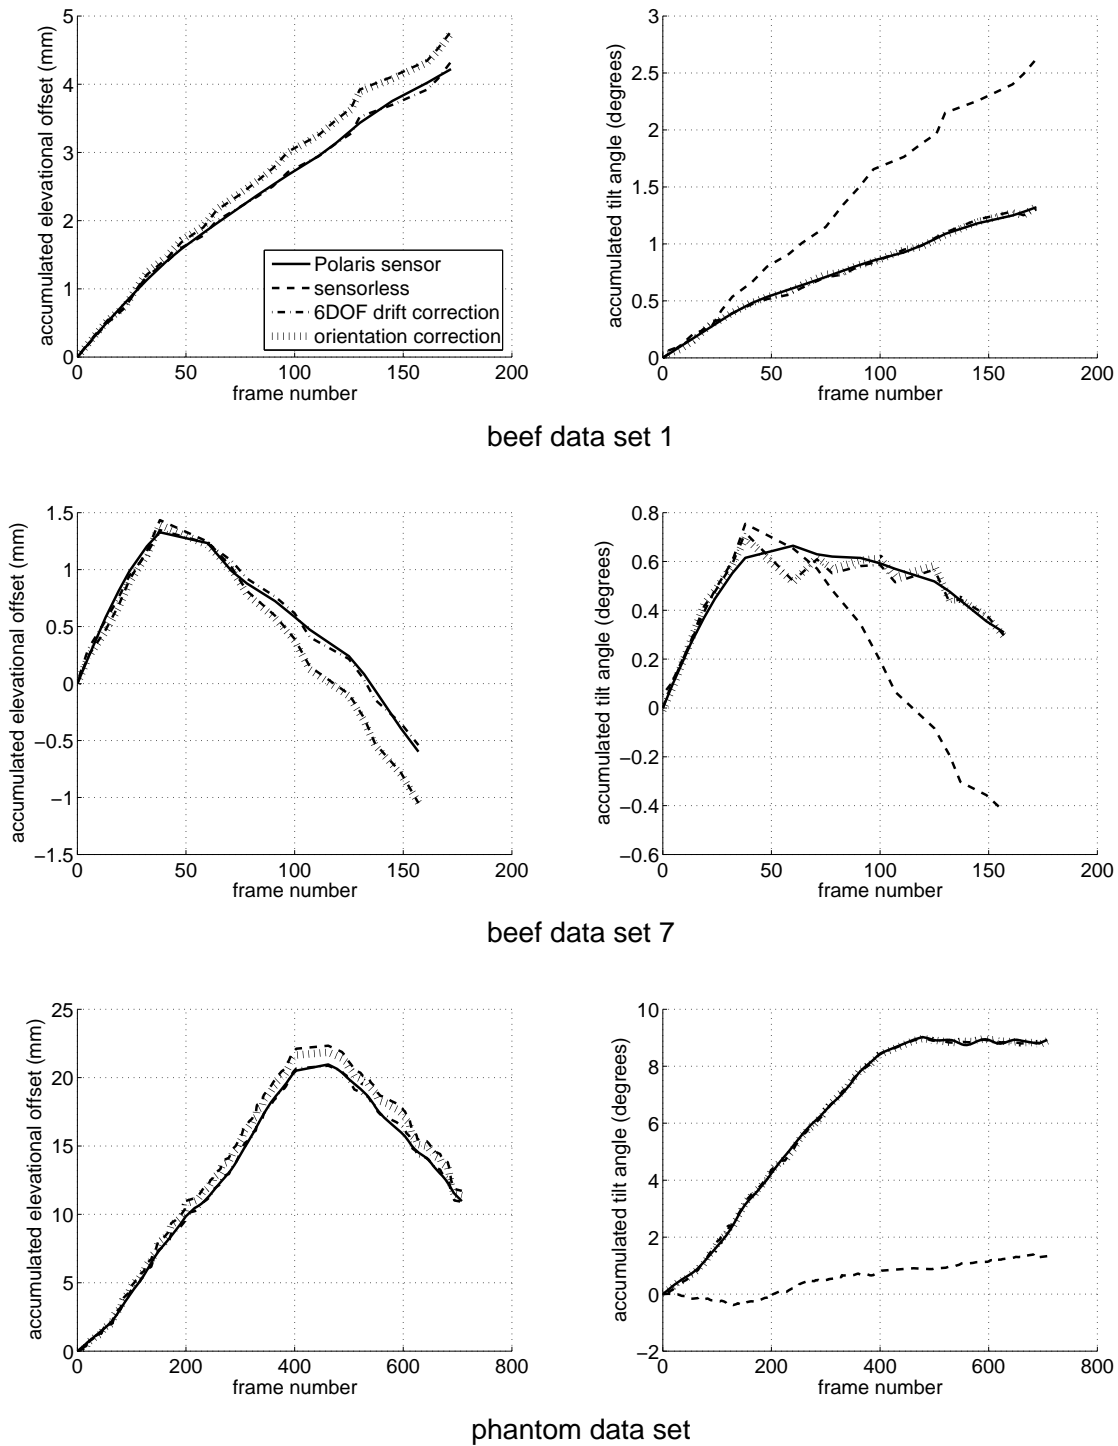 5
4
3
2
1
0
0 50 100 150 200
accumulated elevational offset (mm)
frame number
Polaris sensor
sensorless
6DOF drift correction
orientation correction
3
2.5
2
1.5
1
0.5
0
0 50 100 150 200
accumulated tilt angle (degrees)
frame number
beef data set 1
1.5
1
0.5
0
−0.5
−1
−1.5
0 50 100 150 200
accumulated elevational offset (mm)
frame number
0.8
0.6
0.4
0.2
0
−0.2
−0.4
−0.6
0 50 100 150 200
accumulated tilt angle (degrees)
frame number
beef data set 7
25
20
15
10
5
0
0 200 400 600 800
accumulated elevational offset (mm)
frame number
10
8
6
4
2
0
−2
0 200 400 600 800
accumulated tilt angle (degrees)
frame number
phantom data set